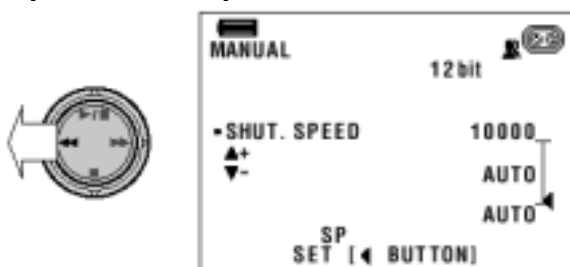 MANUAL
12bit
▪SHUT. SPEED 10000
▲+
▼-
AUTO
AUTO
SP
SET [◀ BUTTON]